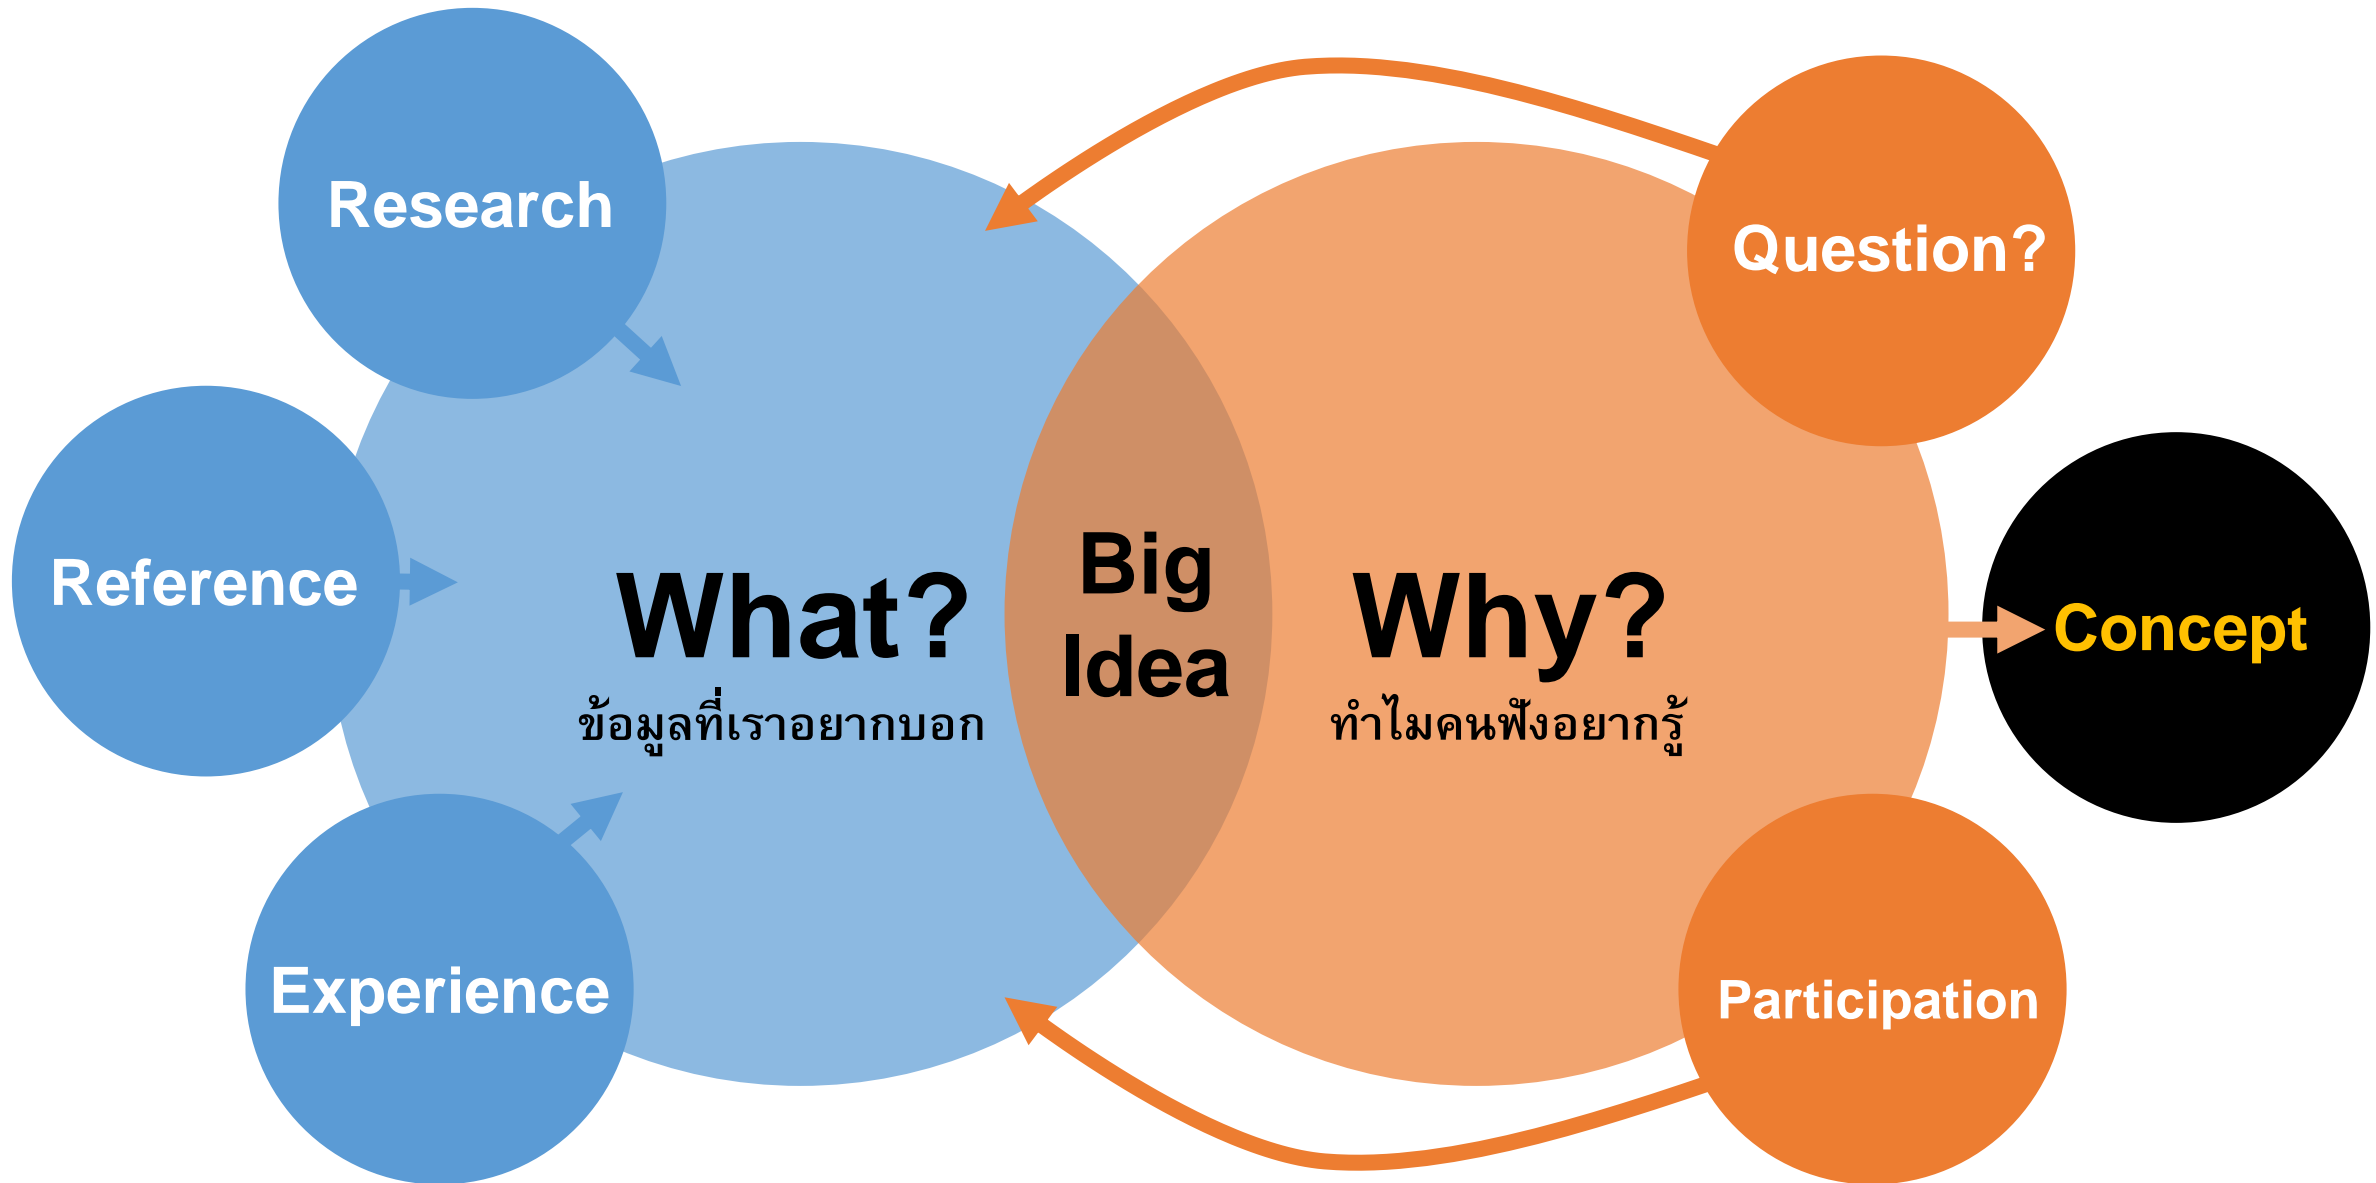 Research
Question?
Reference
What?
ข้อมูลที่เราอยากบอก
Big
Idea
Why?
ทำไมคนฟังอยากรู้
Concept
Experience
Participation